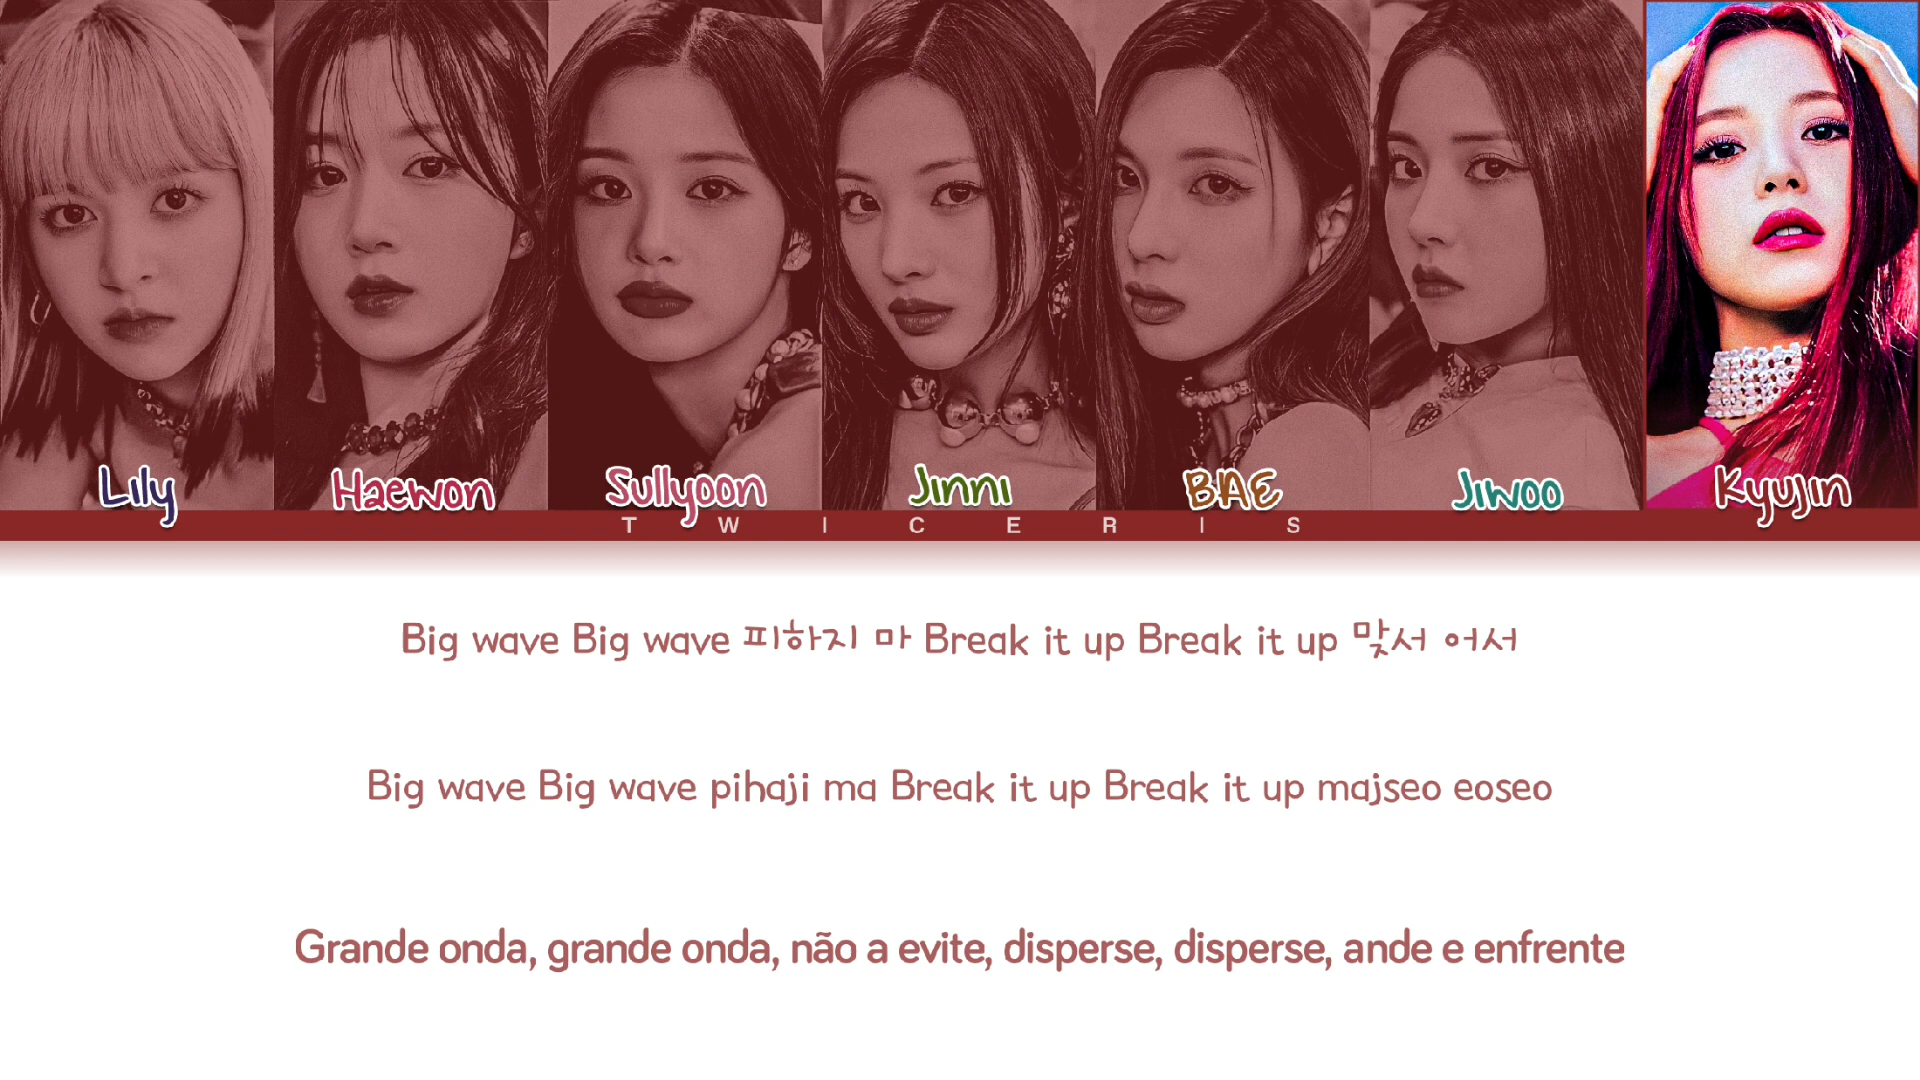 Lily Haewon Sullyoon Jinni BAE Jiwoo Kyujin
TWICERIS
Big wave Big wave 피하지 마 Break it up Break it up 맞서 어서
Big wave Big wave pihaji ma Break it up Break it up majseo eoseo
Grande onda, grande onda, não a evite, disperse, disperse, ande e enfrente